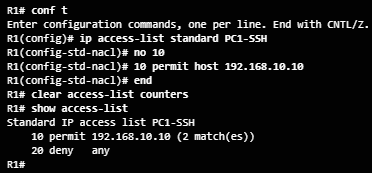 R1# conf t
Enter configuration commands, one per line. End with CNTL/Z.
R1(config)# ip access-list standard PC1-SSH
R1(config-std-nacl)# no 10
R1(config-std-nacl)# 10 permit host 192.168.10.10
R1(config-std-nacl)# end
R1# clear access-list counters
R1# show access-list
Standard IP access list PC1-SSH
    10 permit 192.168.10.10 (2 match(es))
    20 deny   any
R1#